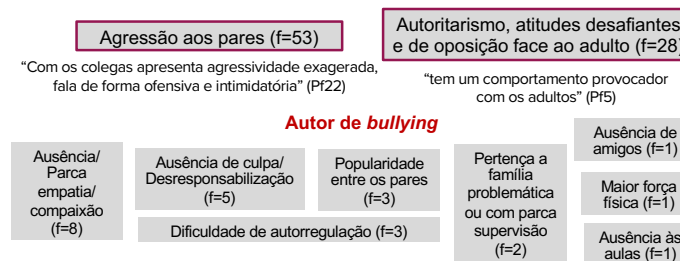 Agressão aos pares (f=53)
Autoritarismo, atitudes desafiantes
e de oposição face ao adulto (f=28)
“Com os colegas apresenta agressividade exagerada,
fala de forma ofensiva e intimidatória” (Pf22)
“tem um comportamento provocador
com os adultos” (Pf5)
Autor de bullying
Ausência/
Parca
empatia/
compaixão
(f=8)
Ausência de culpa/
Desresponsabilização
(f=5)
Popularidade
entre os pares
(f=3)
Dificuldade de autorregulação (f=3)
Pertença a
família
problemática
ou com parca
supervisão
(f=2)
Ausência de
amigos (f=1)
Maior força
física (f=1)
Ausência às
aulas (f=1)